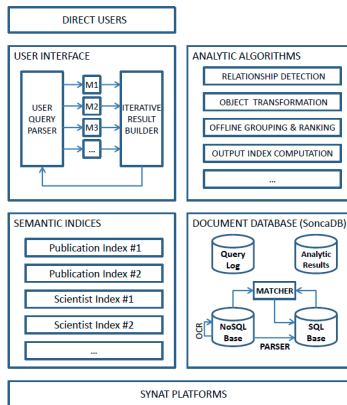 DIRECT USERS
USER INTERFACE
USER
QUERY
PARSER
M1
M2
M3
...
ITERATIVE
RESULT
BUILDER
ANALYTIC ALGORITHMS
RELATIONSHIP DETECTION
OBJECT TRANSFORMATION
OFFLINE GROUPING & RANKING
OUTPUT INDEX COMPUTATION
...
SEMANTIC INDICES
Publication Index #1
Publication Index #2
Scientist Index #1
Scientist Index #2
...
DOCUMENT DATABASE (SoncaDB)
Query
Log
Analytic
Results
MATCHER
OCR
NoSQL
Base
SQL
Base
PARSER
SYNAT PLATFORMS